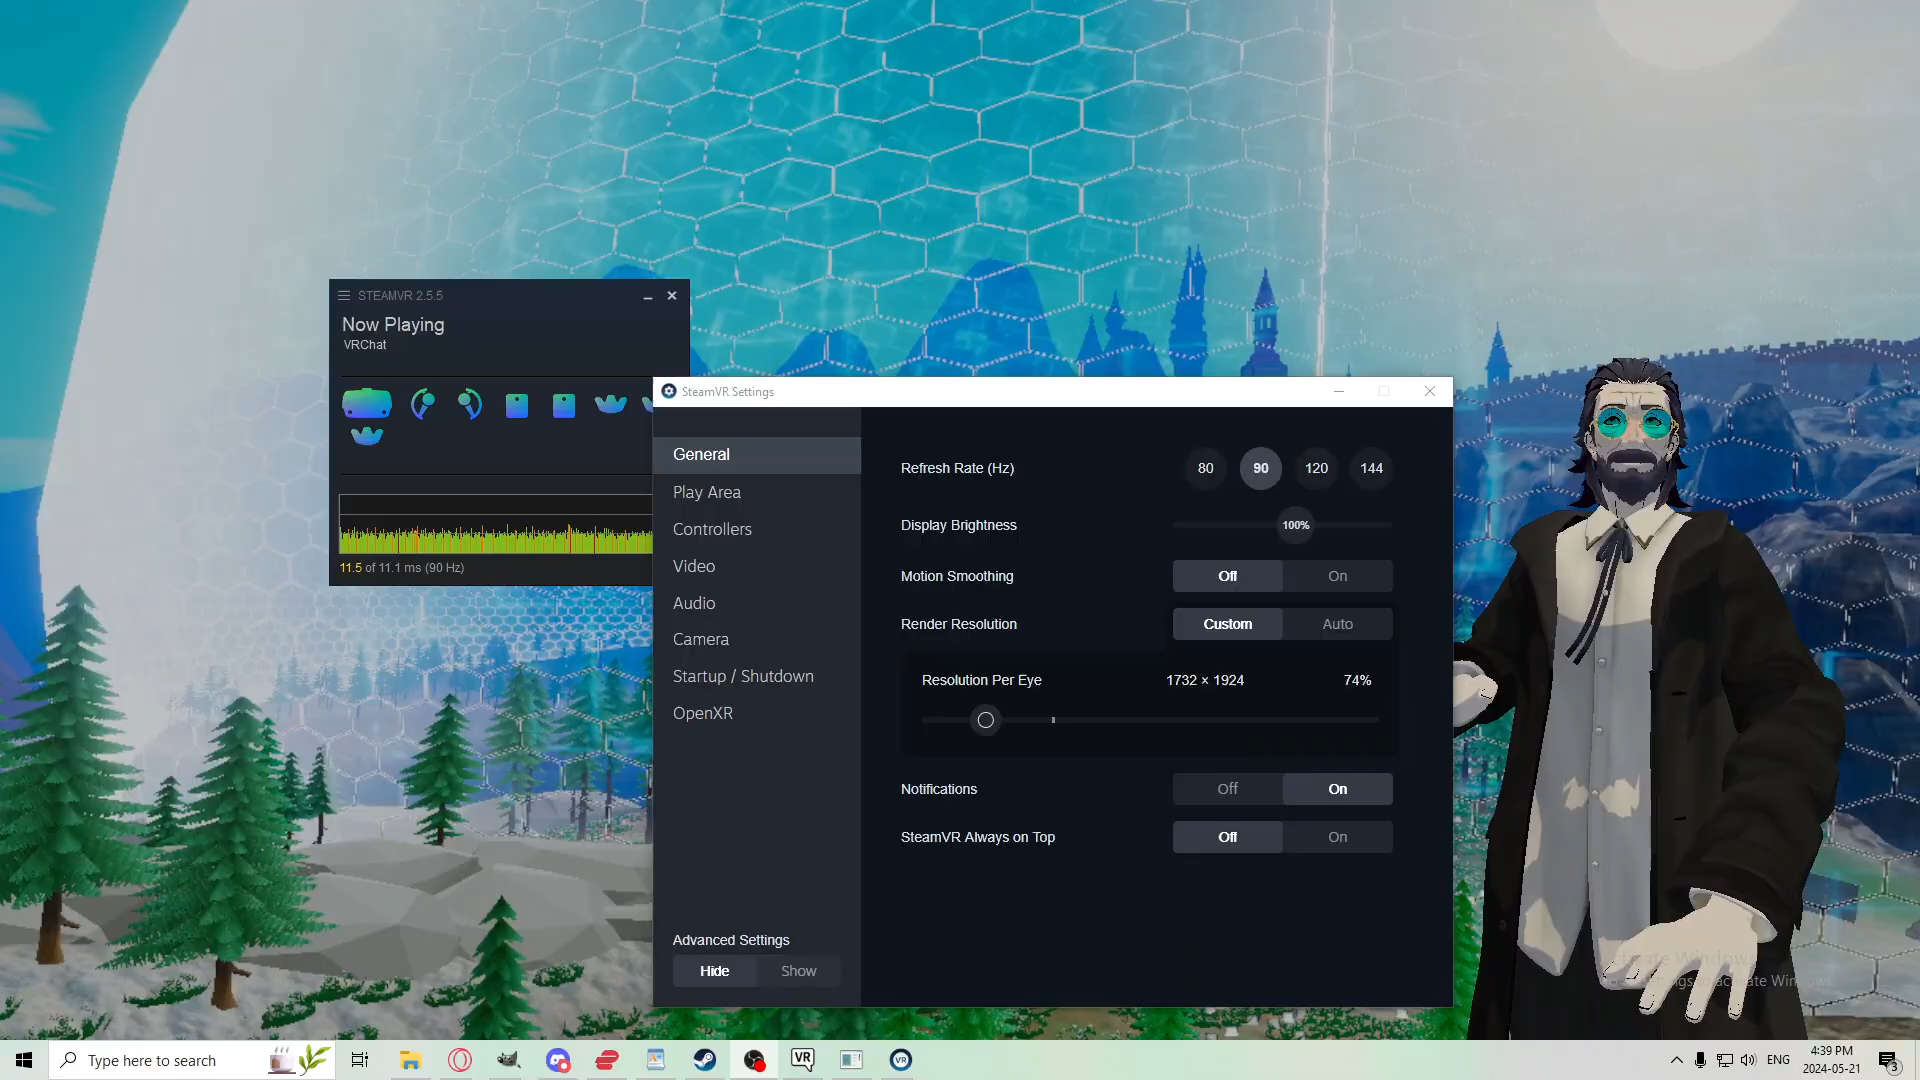 STEAMVR 2.5.5
Now Playing
VRChat
11.5 of 11.1 ms (90 Hz)
SteamVR Settings
General
Play Area
Controllers
Video
Audio
Camera
Startup / Shutdown
OpenXR
Advanced Settings
Hide Show
Refresh Rate (Hz) 80 90 120 144
Display Brightness 100%
Motion Smoothing Off On
Render Resolution Custom Auto
Resolution Per Eye 1732 × 1924 74%
Notifications Off On
SteamVR Always on Top Off On
Type here to search
VR
VR
ENG
4:39 PM
2024-05-21
3